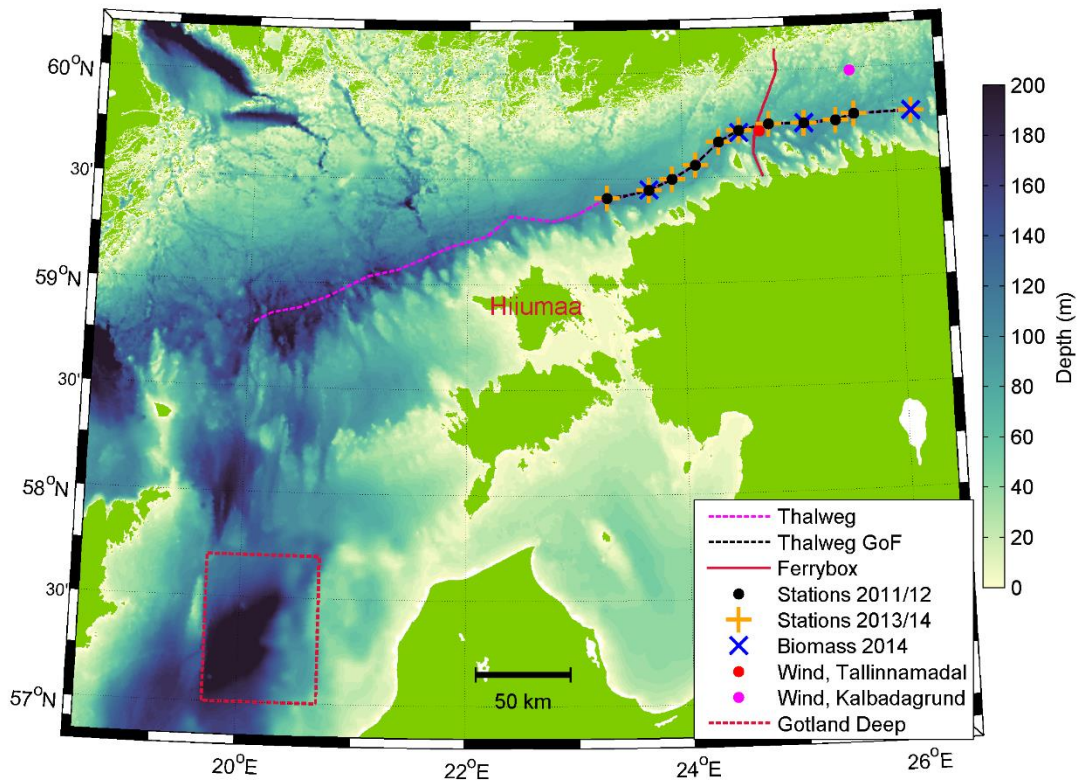 60°N
30'
59°N
30'
58°N
30'
57°N
20°E
22°E
24°E
26°E
Hiiumaa
50 km
200
180
160
140
120
100
80
60
40
20
0
Depth (m)
Thalweg
Thalweg GoF
Ferrybox
Stations 2011/12
Stations 2013/14
Biomass 2014
Wind, Tallinnamadal
Wind, Kalbadagrund
Gotland Deep